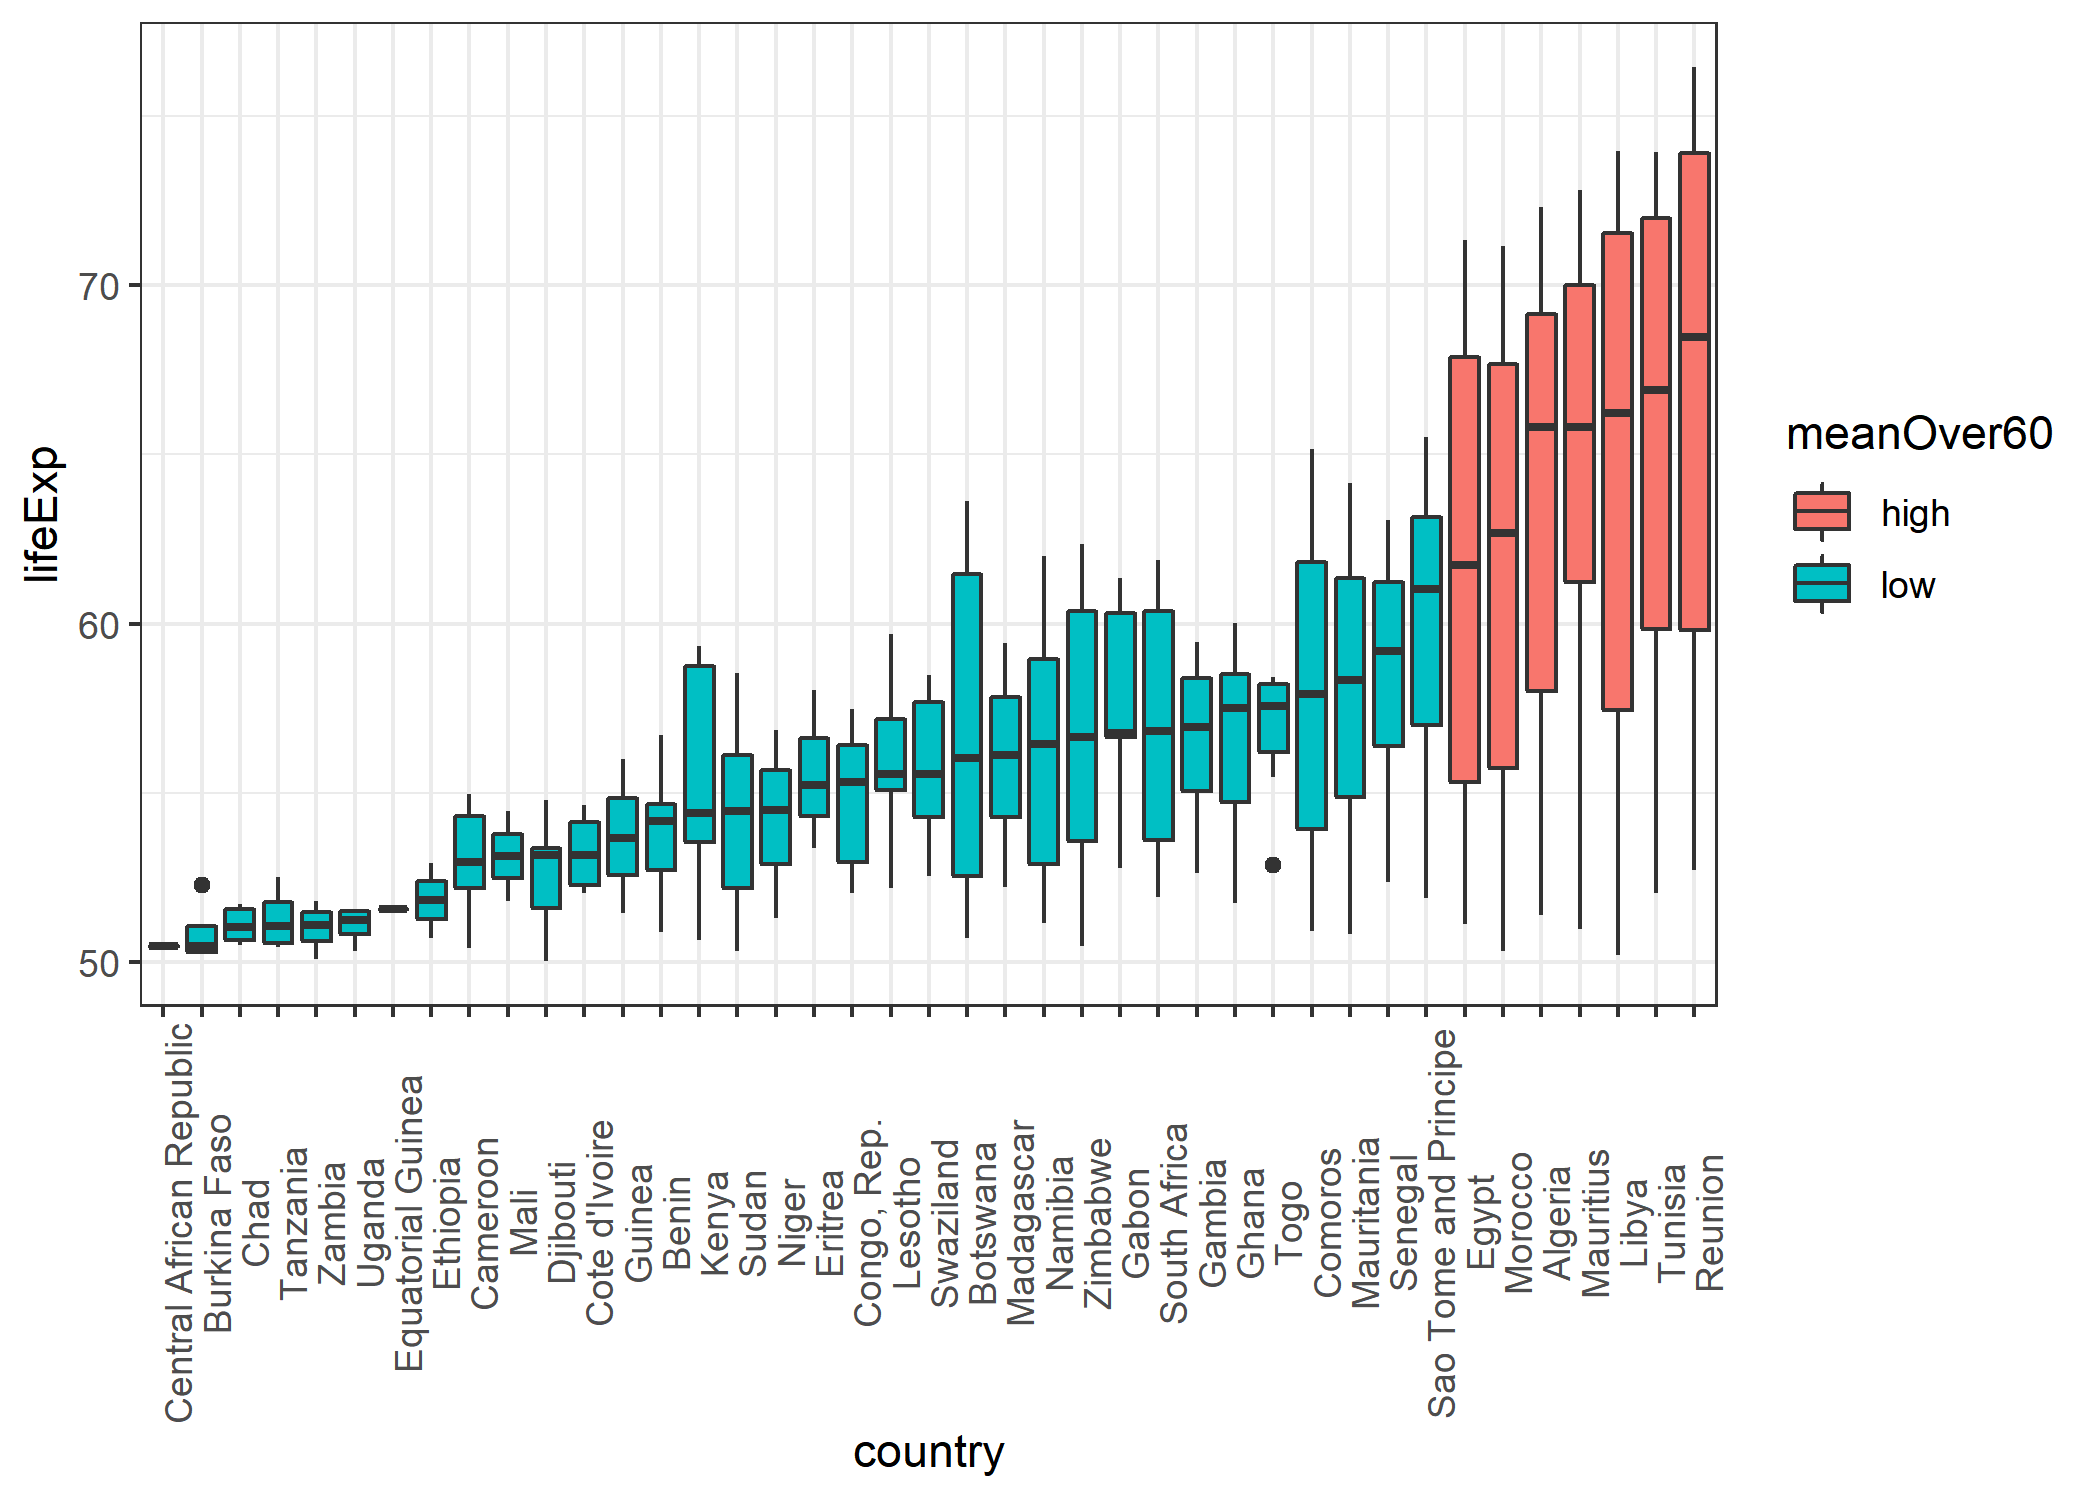 lifeExp
70
60
50
Central African Republic
Burkina Faso
Chad
Tanzania
Zambia
Uganda
Equatorial Guinea
Ethiopia
Cameroon
Mali
Djibouti
Cote d'Ivoire
Guinea
Benin
Kenya
Sudan
Niger
Eritrea
Congo, Rep.
Lesotho
Swaziland
Botswana
Madagascar
Namibia
Zimbabwe
Gabon
South Africa
Gambia
Ghana
Togo
Comoros
Mauritania
Senegal
Sao Tome and Principe
Egypt
Morocco
Algeria
Mauritius
Libya
Tunisia
Reunion
country
meanOver60
high
low